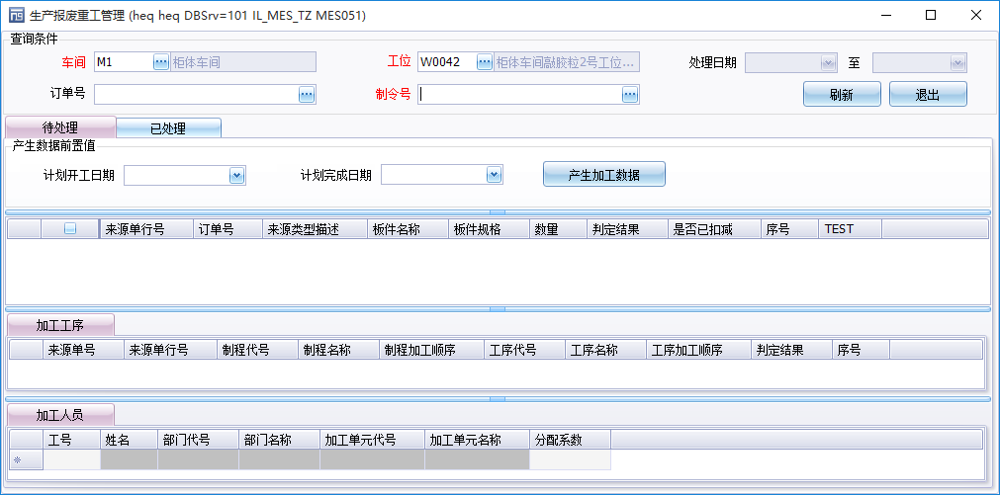 生产报废重工管理 (heq heq DBSrv=101 IL_MES_TZ MES051)
查询条件
车间 M1 ... 柜体车间 工位 W0042 ... 柜体车间融胶粒2号工位... 处理日期 至
订单号 ... 制令号 ... 刷新 退出
待处理 已处理
产生数据前置值
计划开工日期 计划完成日期 产生加工数据
来源单行号 订单号 来源类型描述 板件名称 板件规格 数量 判定结果 是否已扣减 序号 TEST
加工工序
来源单号 来源单行号 制程代号 制程名称 制程加工顺序 工序代号 工序名称 工序加工顺序 判定结果 序号
加工人员
工号 姓名 部门代号 部门名称 加工单元代号 加工单元名称 分配系数